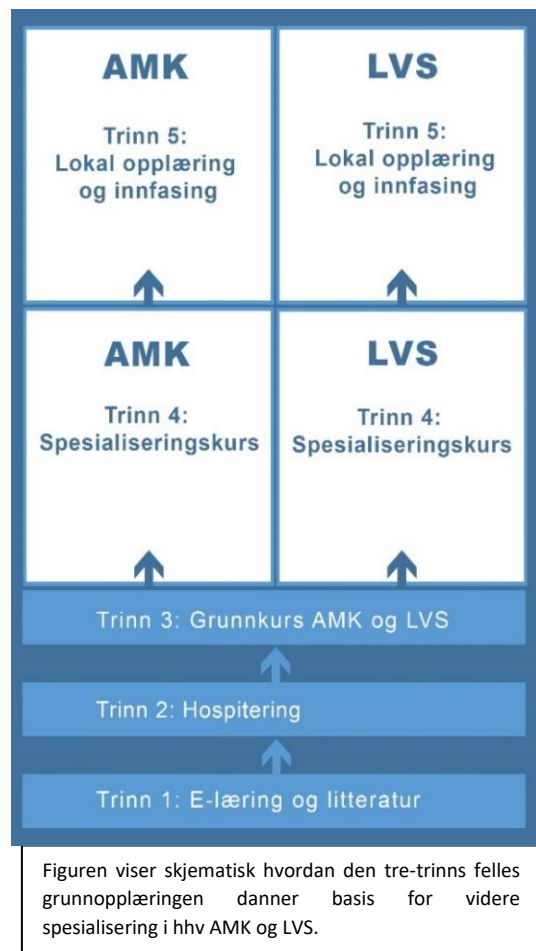 AMK
Trinn 5:
Lokal opplæring
og innfasing
LVS
Trinn 5:
Lokal opplæring
og innfasing
AMK
Trinn 4:
Spesialiseringskurs
LVS
Trinn 4:
Spesialiseringskurs
Trinn 3: Grunnkurs AMK og LVS
Trinn 2: Hospitering
Trinn 1: E-læring og litteratur
Figuren viser skjematisk hvordan den tre-trinns felles
grunnopplæringen danner basis for videre
spesialisering i hhv AMK og LVS.